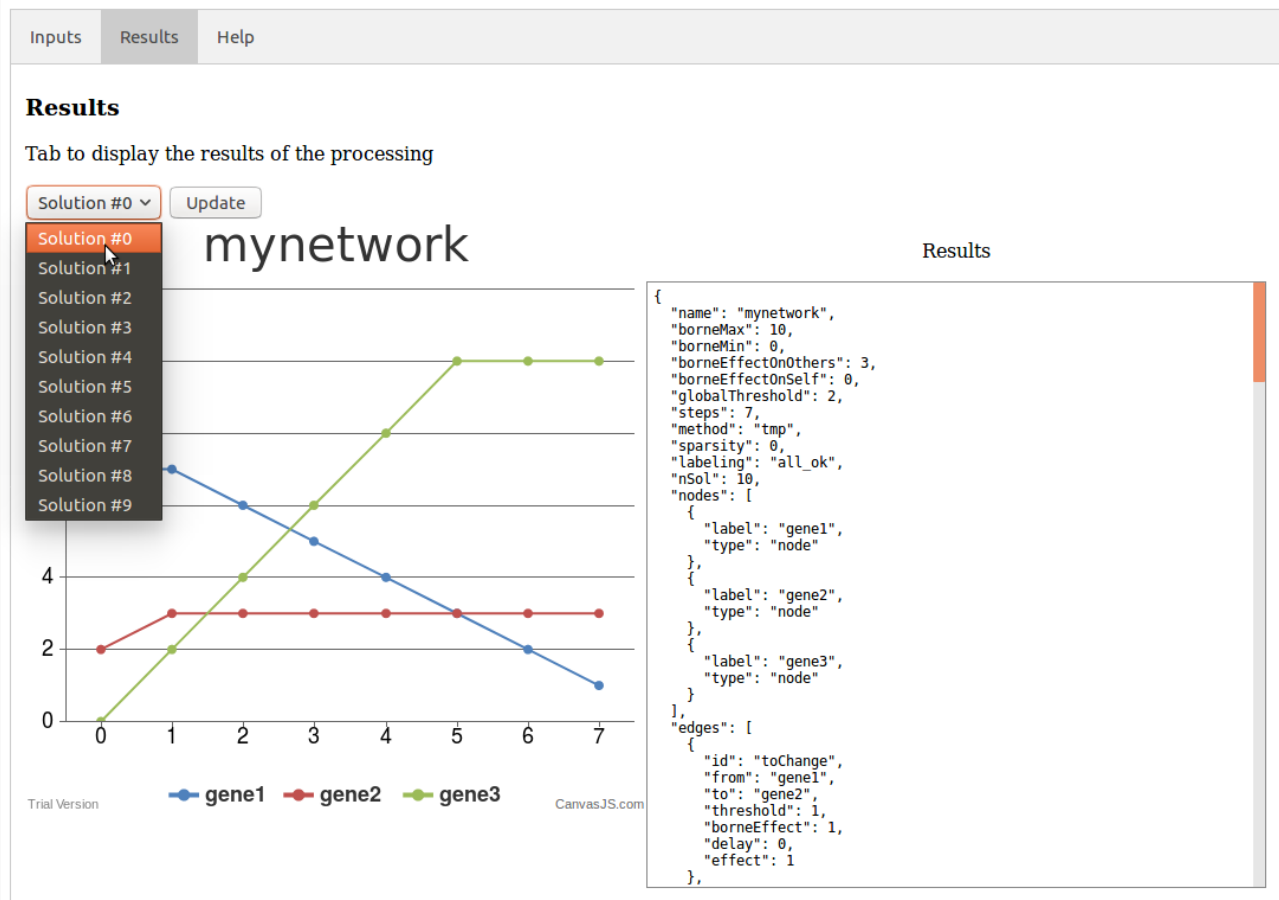 Inputs Results Help
Results
Tab to display the results of the processing
Solution #0 Update
Solution #0
Solution #1
Solution #2
Solution #3
Solution #4
Solution #5
Solution #6
Solution #7
Solution #8
Solution #9
mynetwork
4
2
0
0 1 2 3 4 5 6 7
gene1 gene2 gene3
Trial Version
CanvasJS.com
Results
{
"name": "mynetwork",
"borneMax": 10,
"borneMin": 0,
"borneEffectOnOthers": 3,
"borneEffectOnSelf": 0,
"globalThreshold": 2,
"steps": 7,
"method": "tmp",
"sparsity": 0,
"labeling": "all_ok",
"nSol": 10,
"nodes": [
{
"label": "gene1",
"type": "node"
},
{
"label": "gene2",
"type": "node"
},
{
"label": "gene3",
"type": "node"
}
],
"edges": [
{
"id": "toChange",
"from": "gene1",
"to": "gene2",
"threshold": 1,
"borneEffect": 1,
"delay": 0,
"effect": 1
},